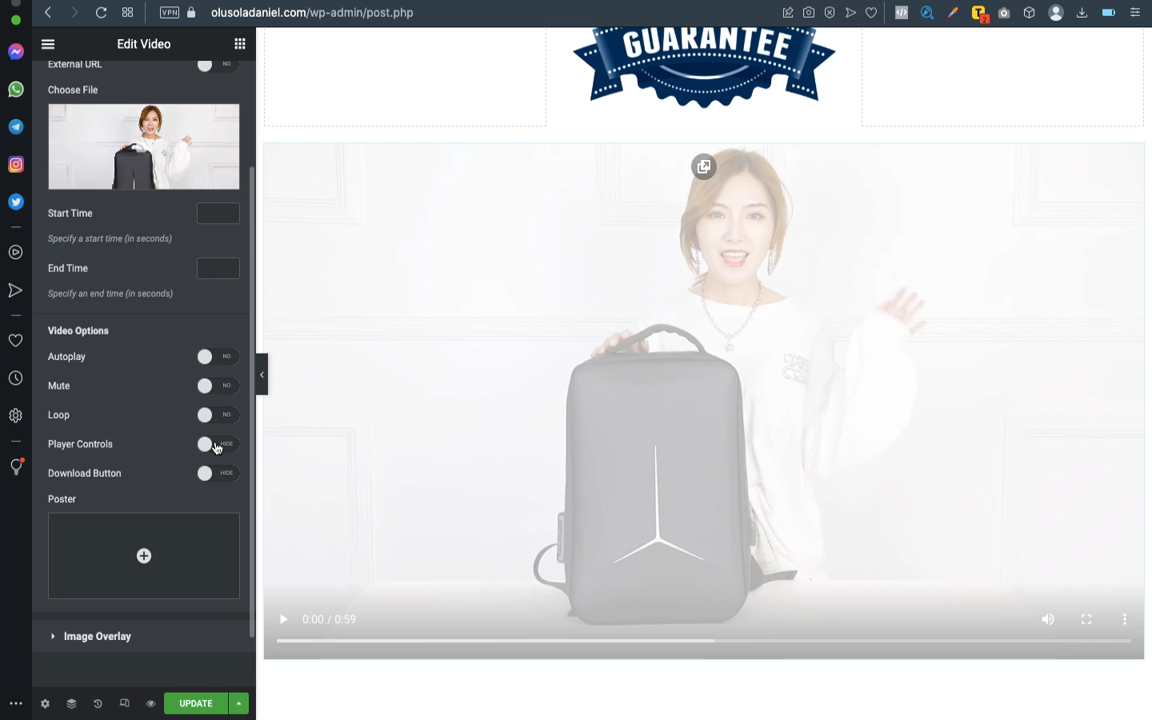 VPN olusoladaniel.com/wp-admin/post.php
T 2
Edit Video
External URL NO
Choose File
Start Time
Specify a start time (in seconds)
End Time
Specify an end time (in seconds)
Video Options
Autoplay NO
Mute NO
Loop NO
Player Controls HIDE
Download Button HIDE
Poster
Image Overlay
UPDATE
GUARANTEE
0:00 / 0:59